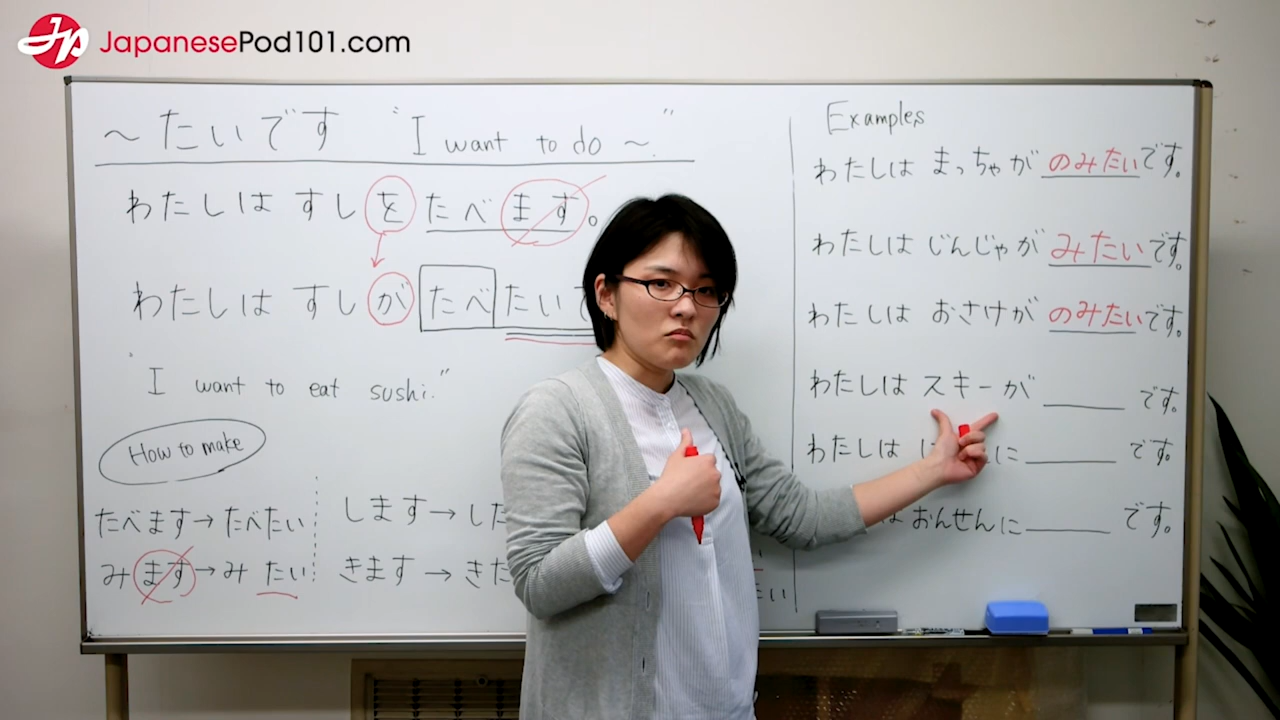 JapanesePod101.com
～たいです "I want to do ～."
わたしは すしを たべます。
わたしは すしが たべたい
"I want to eat sushi."
How to make
たべます→たべたい
みます→みたい
します→した
きます→きた
たい
Examples
わたしは まっちゃが のみたいです。
わたしは じんじゃが みたいです。
わたしは おさけが のみたいです。
わたしは スキーが ＿＿＿ です。
わたしは に ＿＿＿ です。
は おんせんに ＿＿＿ です。